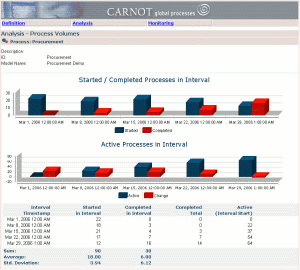 CARNOT global processes
Definition Analysis Monitoring
Analysis - Process Volumes
Process: Procurement
Description:
ID: Procurement
Model Name: Procurement Demo
Started / Completed Processes in Interval
30
20
10
0
Mar 1, 2006 12:00:00 AM Mar 8, 2006 12:00:00 AM Mar 15, 2006 12:00:00 AM Mar 22, 2006 12:00:00 AM Mar 29, 2006 1:00:00 AM
Started Completed
Active Processes in Interval
Mar 1, 2006 12:00:00 AM Mar 8, 2006 12:00:00 AM Mar 15, 2006 12:00:00 AM Mar 22, 2006 12:00:00 AM Mar 29, 2006 1:00:00 AM
Active Change
Interval Timestamp Started in Interval Completed in Interval Completed Total Active (Interval Start)
Mar 1, 2006 12:00:00 AM 22 0 0 0
Mar 8, 2006 12:00:00 AM 18 3 0 22
Mar 15, 2006 12:00:00 AM 21 4 3 37
Mar 22, 2006 12:00:00 AM 17 7 7 54
Mar 29, 2006 1:00:00 AM 12 16 14 64
Sum: 90 30
Average: 18.00 6.00
Std. Deviation: 3.94 6.12